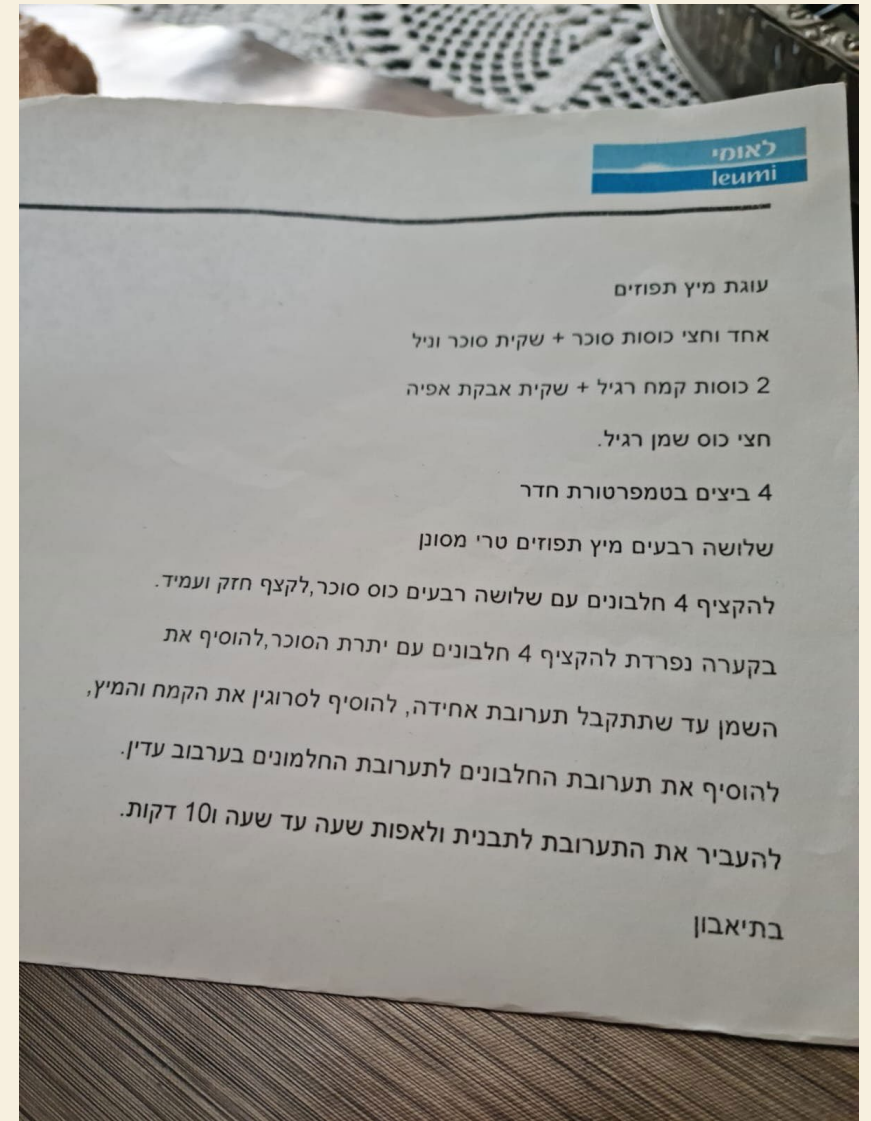 לאומי
leumi
עוגת מיץ תפוזים
אחד וחצי כוסות סוכר + שקית סוכר וניל
2 כוסות קמח רגיל + שקית אבקת אפיה
חצי כוס שמן רגיל.
4 ביצים בטמפרטורת חדר
שלושה רבעים מיץ תפוזים טרי מסונן
להקציף 4 חלבונים עם שלושה רבעים כוס סוכר,לקצף חזק ועמיד.
בקערה נפרדת להקציף 4 חלבונים עם יתרת הסוכר,להוסיף את
השמן עד שתתקבל תערובת אחידה, להוסיף לסרוגין את הקמח והמיץ,
להוסיף את תערובת החלבונים לתערובת החלמונים בערבוב עדין.
להעביר את התערובת לתבנית ולאפות שעה עד שעה ו10 דקות.
בתיאבון